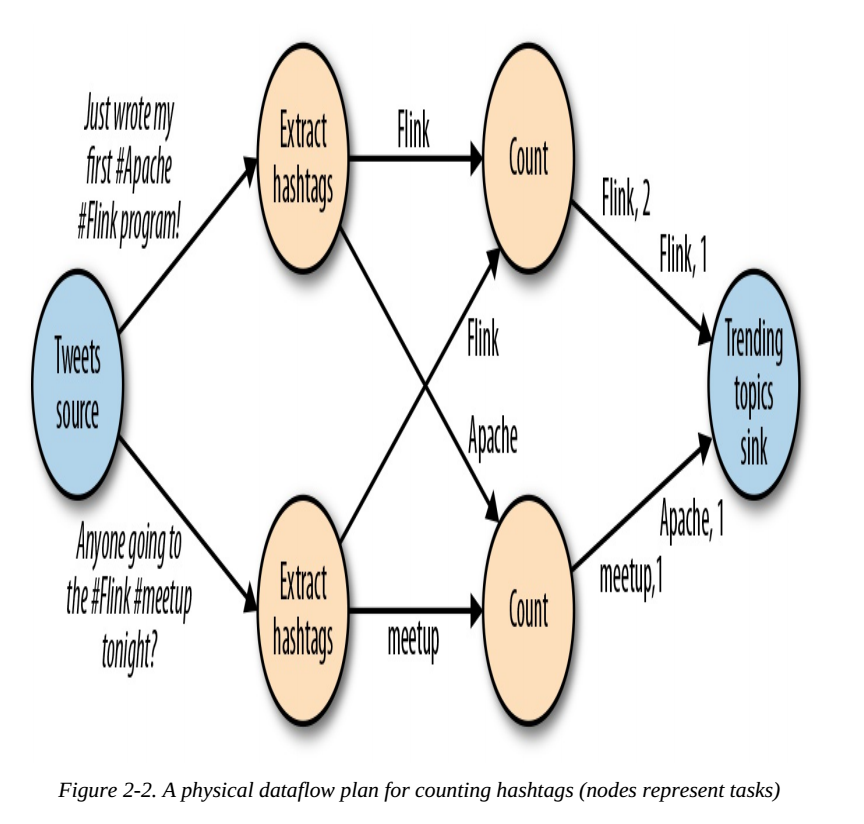 Just wrote my
first #Apache
#Flink program!
Extract
hashtags
Flink
Count
Flink, 2
Flink, 1
Tweets
source
Flink
Apache
Trending
topics
sink
Anyone going to
the #Flink #meetup
tonight?
Extract
hashtags
meetup
Count
Apache, 1
meetup,1
Figure 2-2. A physical dataflow plan for counting hashtags (nodes represent tasks)